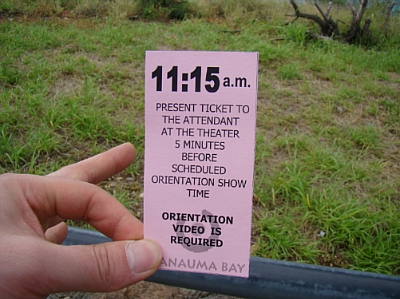 11:15 a.m.
PRESENT TICKET TO
THE ATTENDANT
AT THE THEATER
5 MINUTES
BEFORE
SCHEDULED
ORIENTATION SHOW
TIME
ORIENTATION
VIDEO IS
REQUIRED
ANAUMA BAY